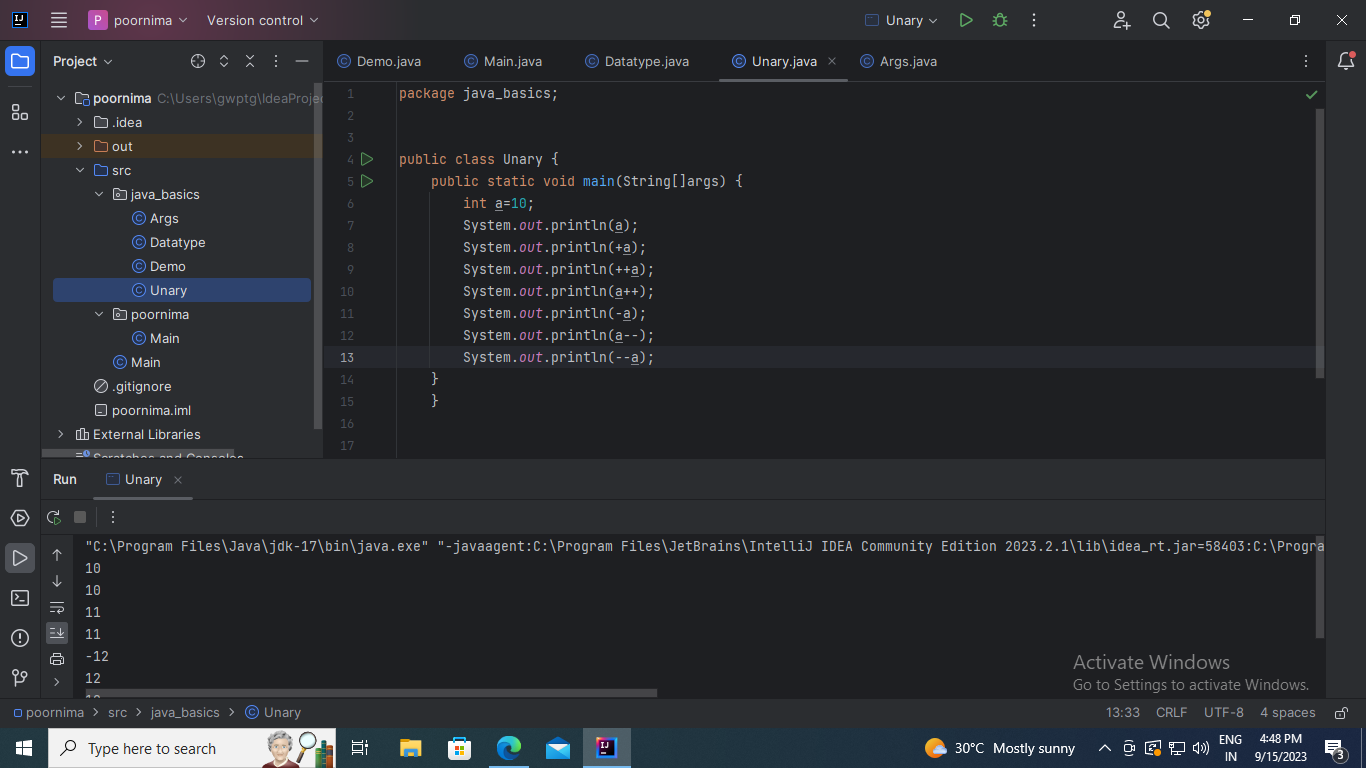 P poornima Version control Unary
Project
Demo.java Main.java Datatype.java Unary.java Args.java
poornima C:\Users\gwptg\IdeaProje
.idea
out
src
java_basics
Args
Datatype
Demo
Unary
poornima
Main
Main
.gitignore
poornima.iml
External Libraries
Scratches and Consoles
1 package java_basics;
2
3
4 public class Unary {
5 public static void main(String[]args) {
6 int a=10;
7 System.out.println(a);
8 System.out.println(+a);
9 System.out.println(++a);
10 System.out.println(a++);
11 System.out.println(-a);
12 System.out.println(a--);
13 System.out.println(--a);
14 }
15 }
16
17
Run Unary
"C:\Program Files\Java\jdk-17\bin\java.exe" "-javaagent:C:\Program Files\JetBrains\IntelliJ IDEA Community Edition 2023.2.1\lib\idea_rt.jar=58403:C:\Progra
10
10
11
11
-12
12
Activate Windows
Go to Settings to activate Windows.
poornima > src > java_basics > Unary 13:33 CRLF UTF-8 4 spaces
Type here to search 30°C Mostly sunny ENG IN 4:48 PM 9/15/2023 3